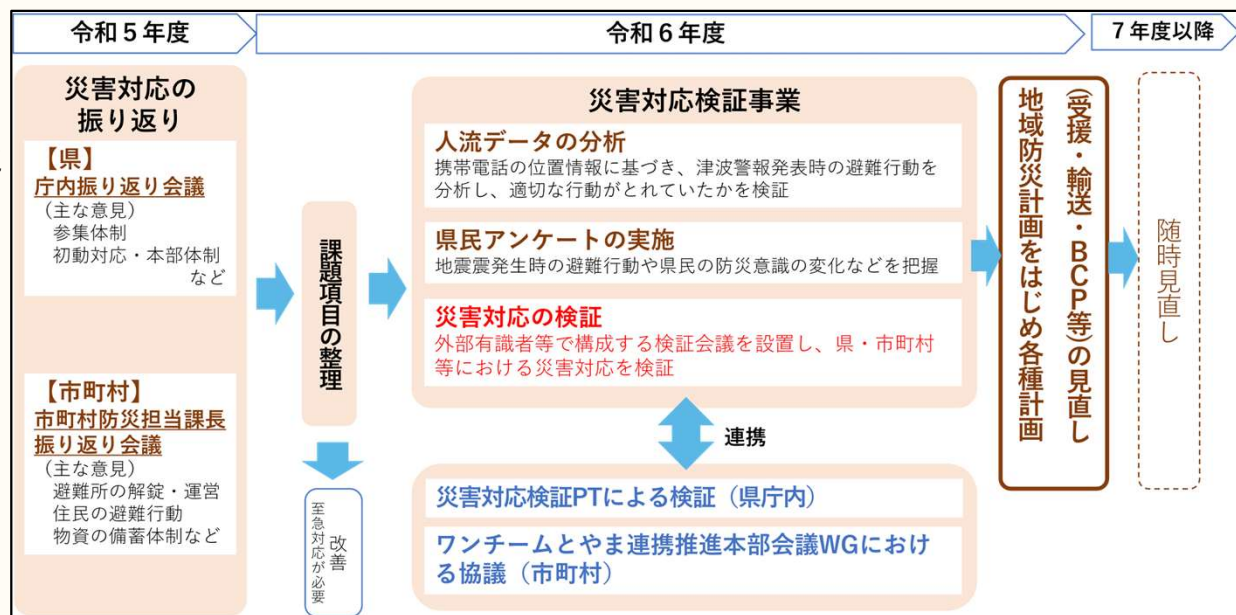 令和5年度
令和6年度
7年度以降
災害対応の
振り返り
【県】
庁内振り返り会議
(主な意見)
参集体制
初動対応・本部体制
など
【市町村】
市町村防災担当課長
振り返り会議
(主な意見)
避難所の解錠・運営
住民の避難行動
物資の備蓄体制など
課題項目の整理
至急対応が必要
改善
災害対応検証事業
人流データの分析
携帯電話の位置情報に基づき、津波警報発表時の避難行動を
分析し、適切な行動がとれていたかを検証
県民アンケートの実施
地震震発生時の避難行動や県民の防災意識の変化などを把握
災害対応の検証
外部有識者等で構成する検証会議を設置し、県・市町村
等における災害対応を検証
連携
災害対応検証PTによる検証(県庁内)
ワンチームとやま連携推進本部会議WGにおけ
る協議(市町村)
地域防災計画をはじめ各種計画
(受援・輸送・BCP等)の見直し
随時見直し